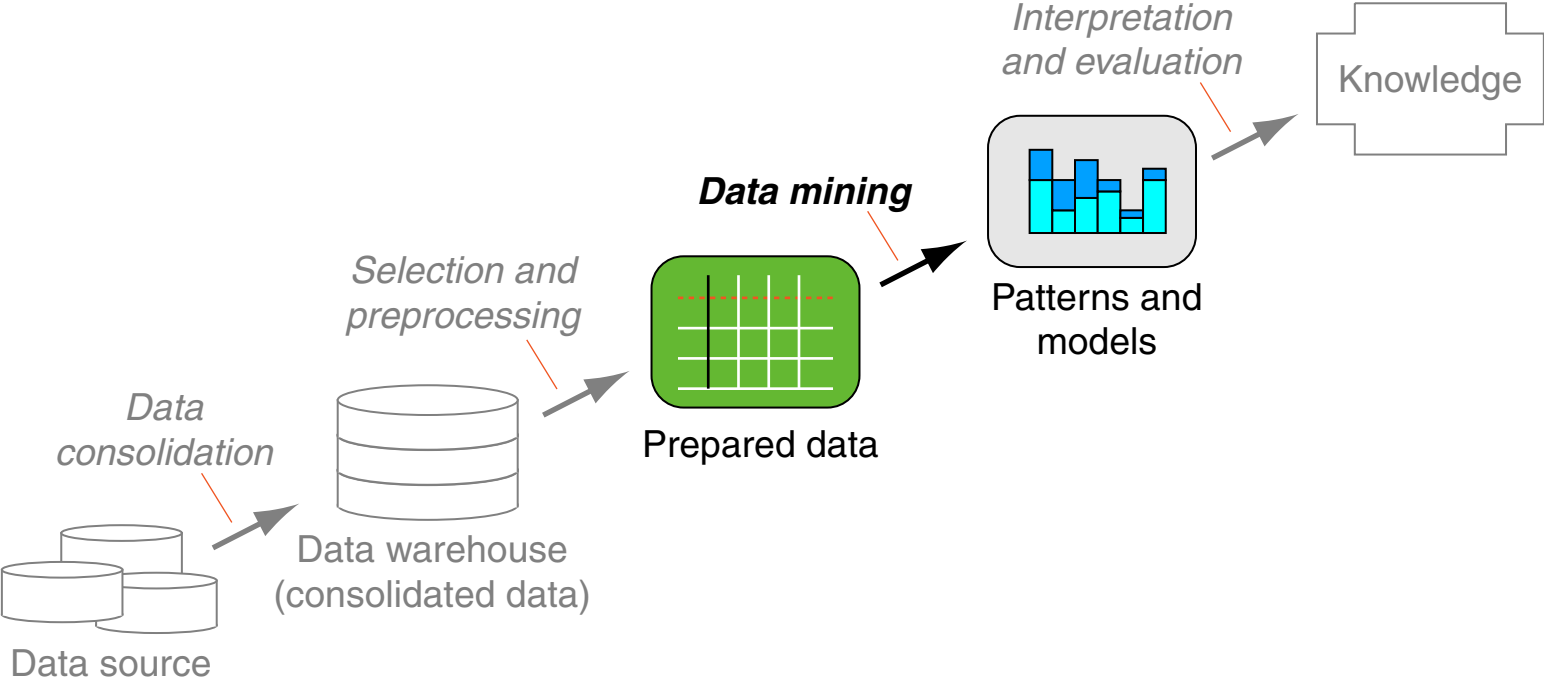 Interpretation
and evaluation
Knowledge
Data mining
Patterns and
models
Selection and
preprocessing
Prepared data
Data
consolidation
Data warehouse
(consolidated data)
Data source